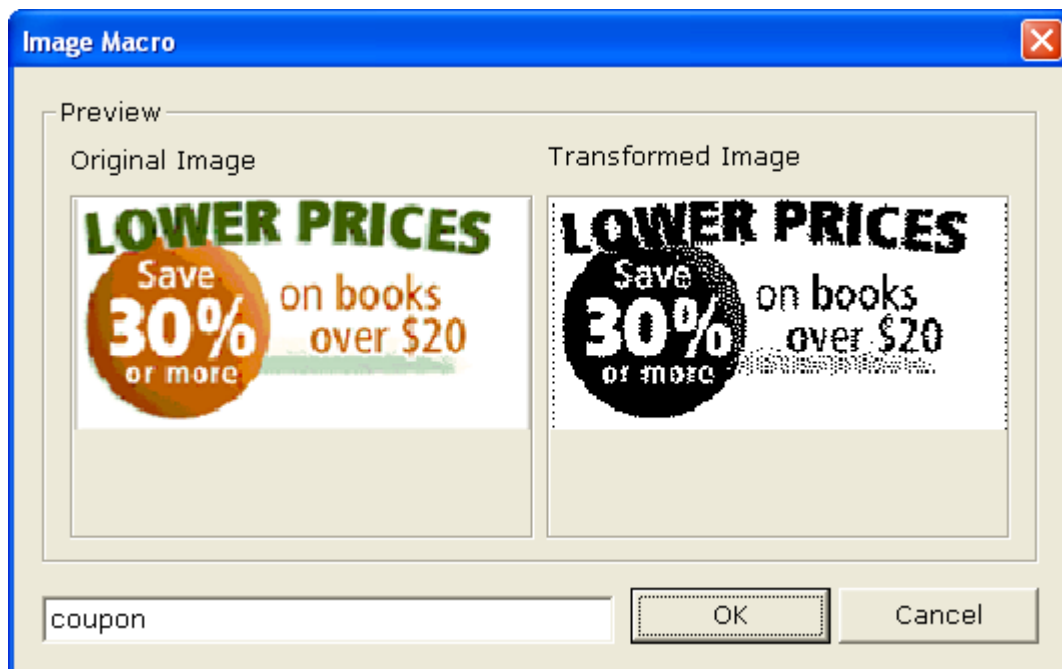 Image Macro
Preview
Original Image
Transformed Image
LOWER PRICES
Save
30%
or more
on books
over $20
LOWER PRICES
Save
30%
or more
on books
over $20
coupon
OK
Cancel